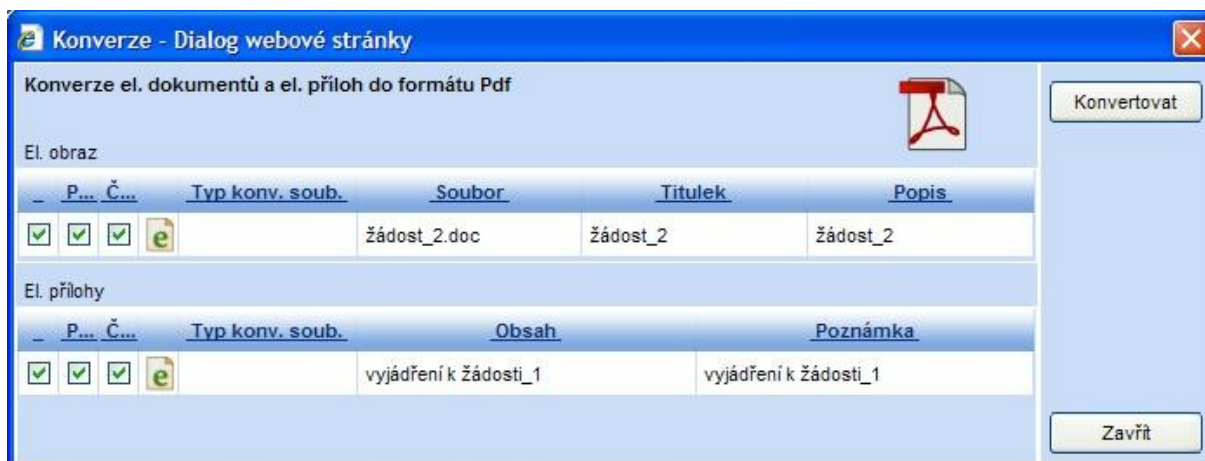 Konverze - Dialog webové stránky
Konverze el. dokumentů a el. příloh do formátu Pdf
Konvertovat
El. obraz
_ P... Č... Typ konv. soub. Soubor Titulek Popis
žádost_2.doc žádost_2 žádost_2
El. přílohy
_ P... Č... Typ konv. soub. Obsah Poznámka
vyjádření k žádosti_1 vyjádření k žádosti_1
Zavřít